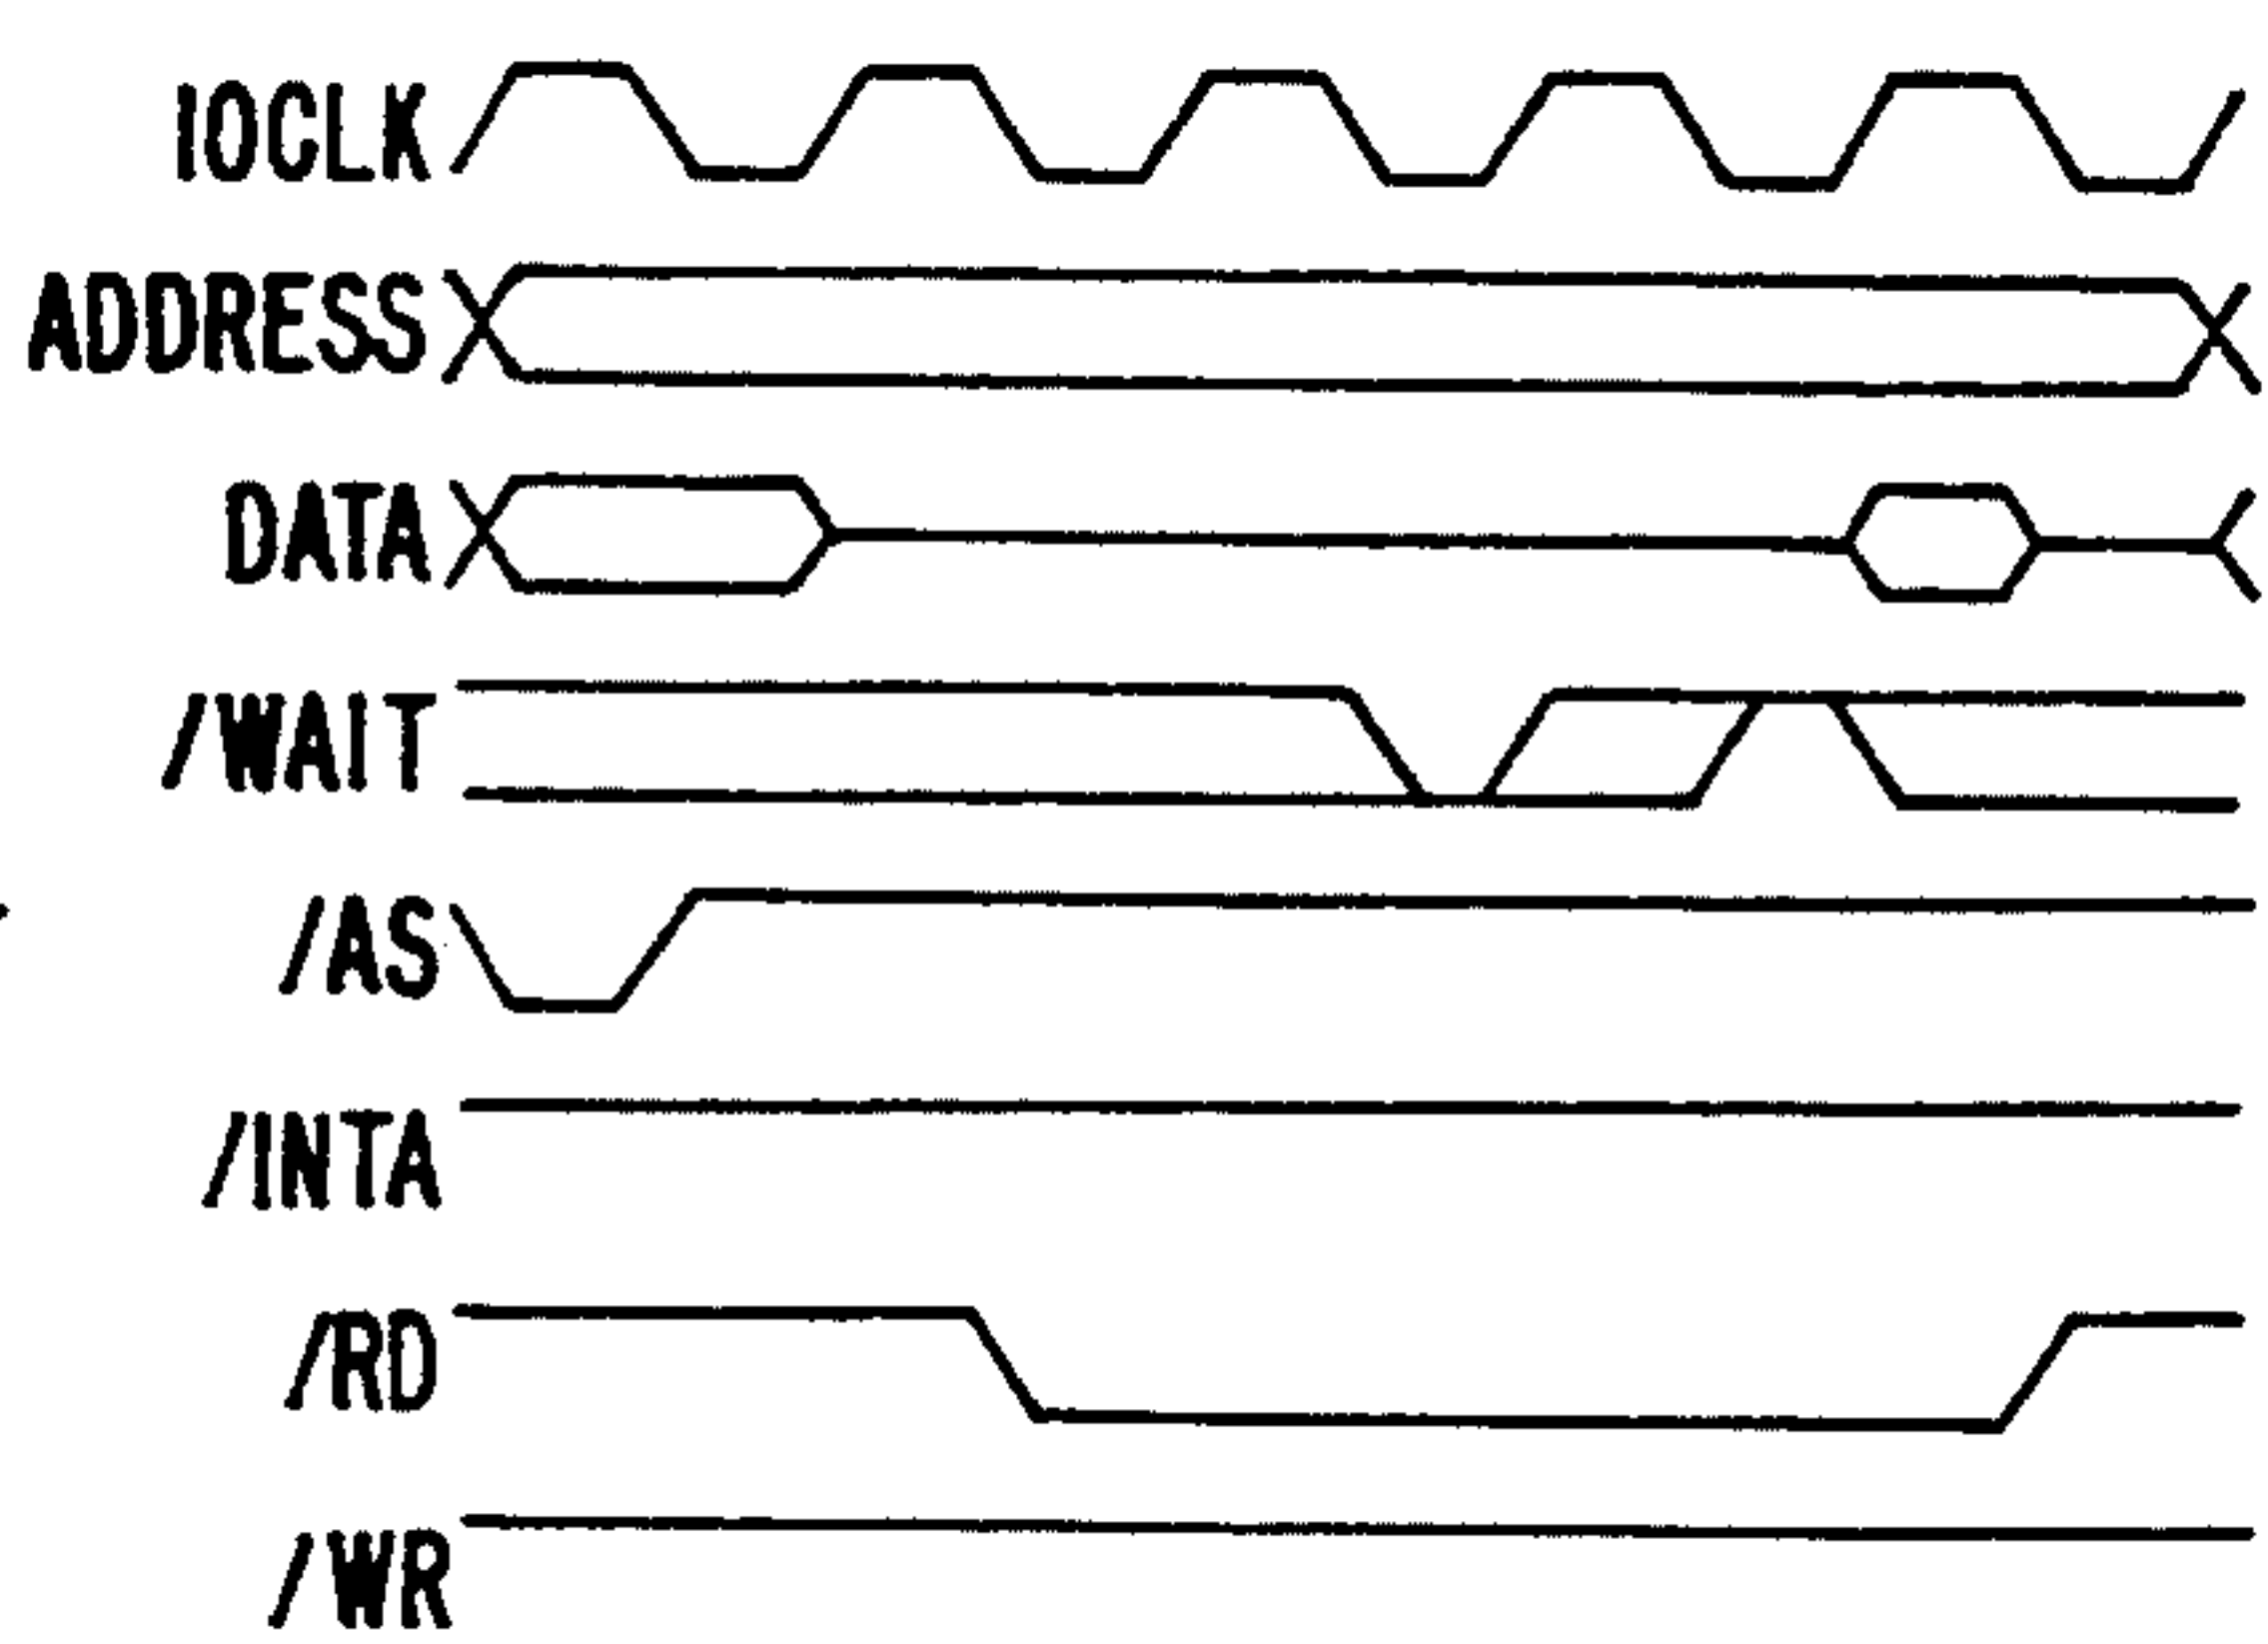 IOCLK
ADDRESS
DATA
/WAIT
/AS
/INTA
/RD
/WR